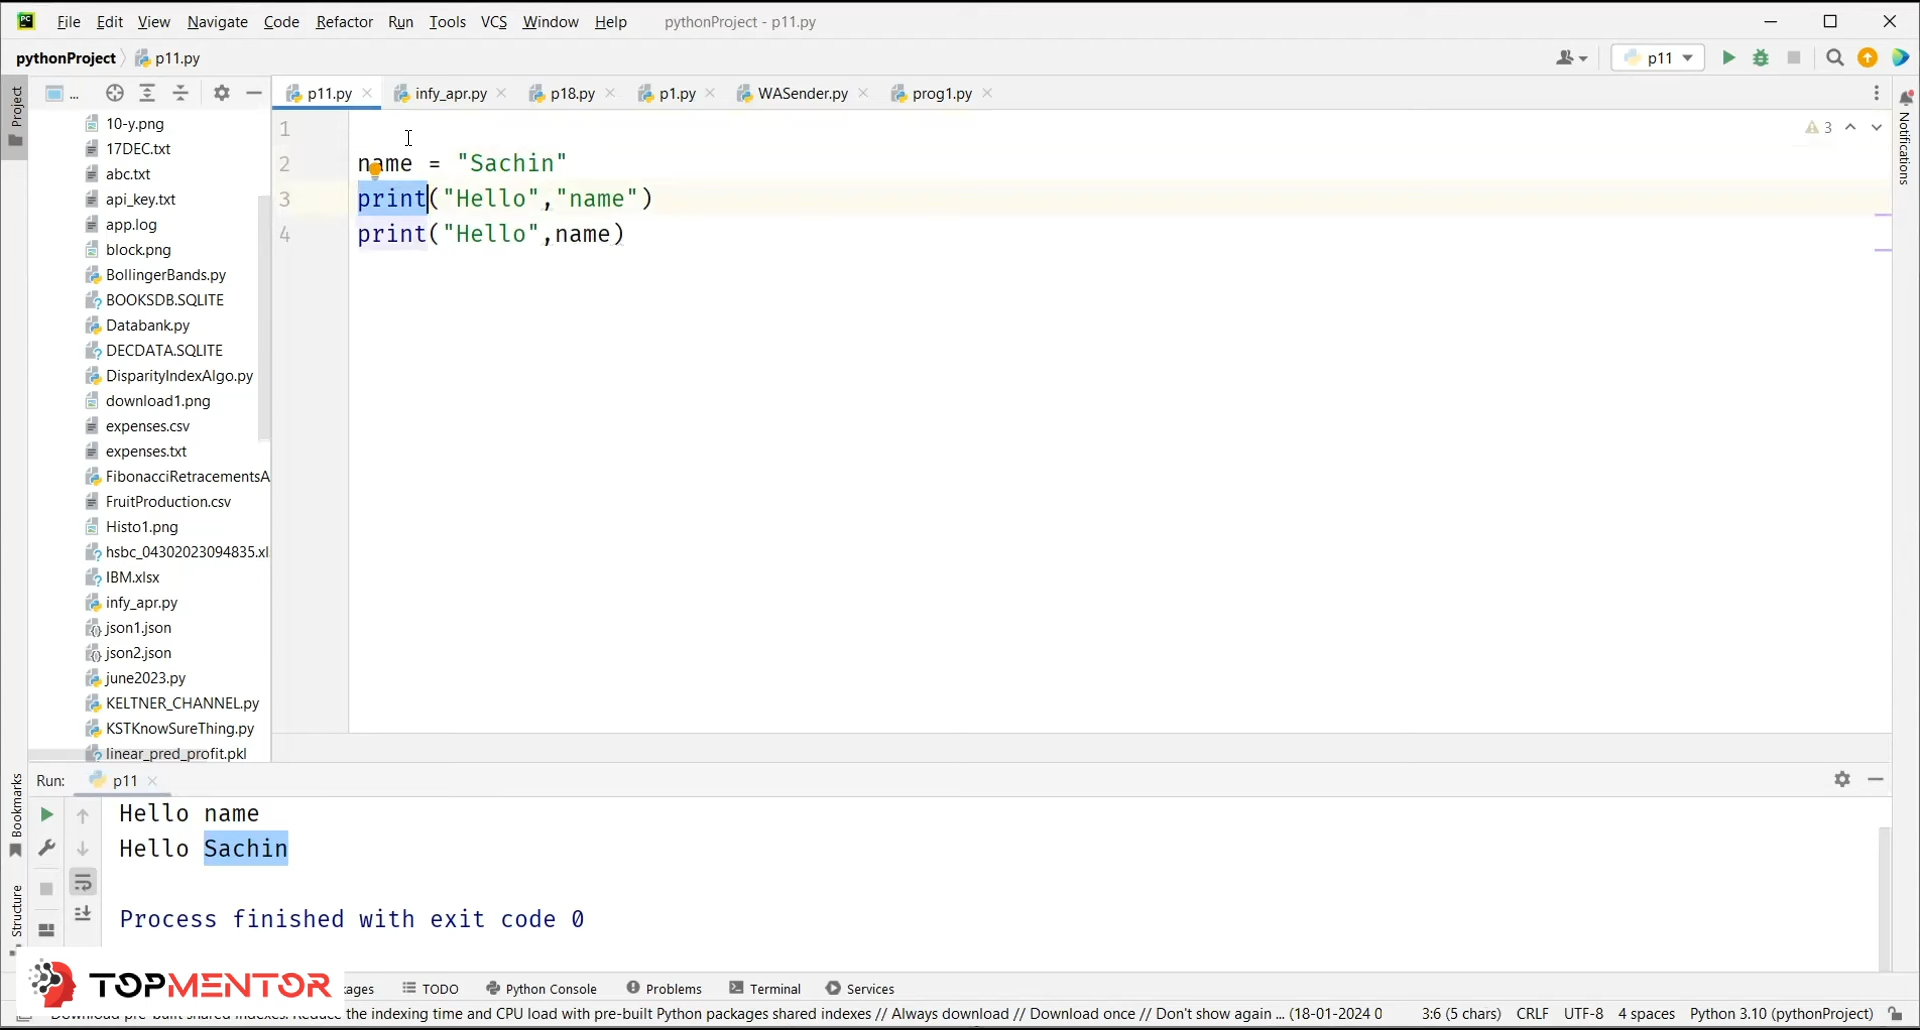 PC File Edit View Navigate Code Refactor Run Tools VCS Window Help pythonProject - p11.py
pythonProject p11.py p11
Project
...
p11.py infy_apr.py p18.py p1.py WASender.py prog1.py
Notifications
10-y.png
17DEC.txt
abc.txt
api_key.txt
app.log
block.png
BollingerBands.py
BOOKSDB.SQLITE
Databank.py
DECDATA.SQLITE
DisparityIndexAlgo.py
download1.png
expenses.csv
expenses.txt
FibonacciRetracementsA
FruitProduction.csv
Histo1.png
hsbc_04302023094835.xl
IBM.xlsx
infy_apr.py
json1.json
json2.json
june2023.py
KELTNER_CHANNEL.py
KSTKnowSureThing.py
linear_pred_profit.pkl
1
2 name = "Sachin"
3 print("Hello","name")
4 print("Hello",name)
3
Run: p11
Bookmarks
Structure
Hello name
Hello Sachin
Process finished with exit code 0
TOPMENTOR
ages TODO Python Console Problems Terminal Services
Download pre-built shared indexes: Reduce the indexing time and CPU load with pre-built Python packages shared indexes // Always download // Download once // Don't show again ... (18-01-2024 0 3:6 (5 chars) CRLF UTF-8 4 spaces Python 3.10 (pythonProject)